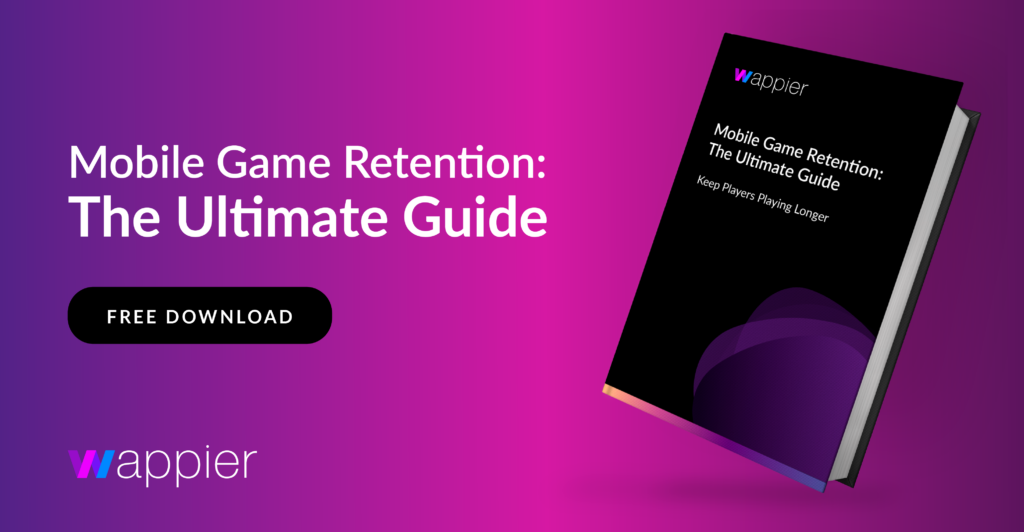 Mobile Game Retention:
The Ultimate Guide
FREE DOWNLOAD
wappier
wappier
Mobile Game Retention:
The Ultimate Guide
Keep Players Playing Longer